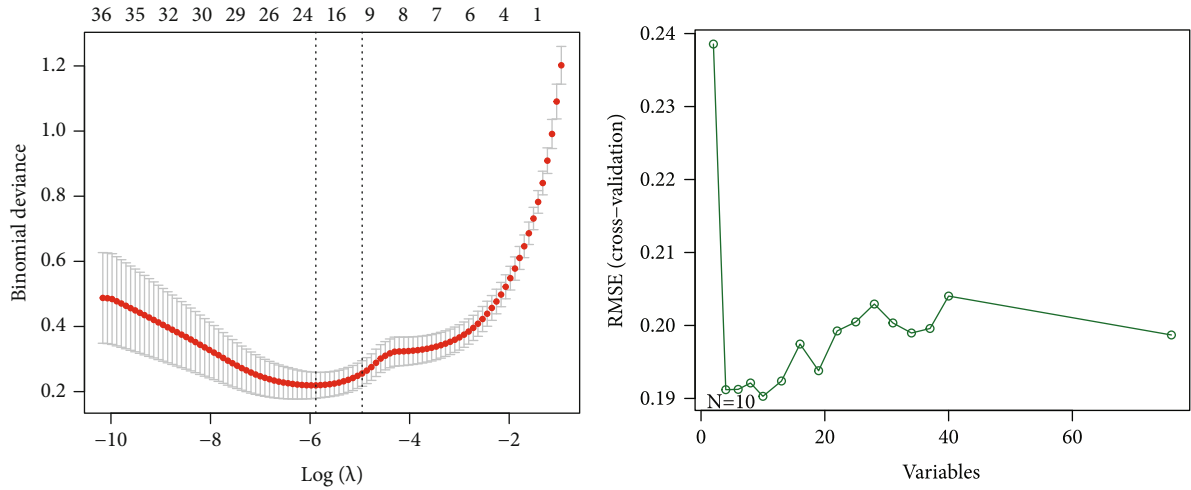 36 35 32 30 29 26 24 16 9 8 7 6 4 1
1.2
1.0
0.8
0.6
0.4
0.2
Binomial deviance
−10 −8 −6 −4 −2
Log (λ)
0.24
0.23
0.22
0.21
0.20
0.19
RMSE (cross−validation)
N=10
0 20 40 60
Variables